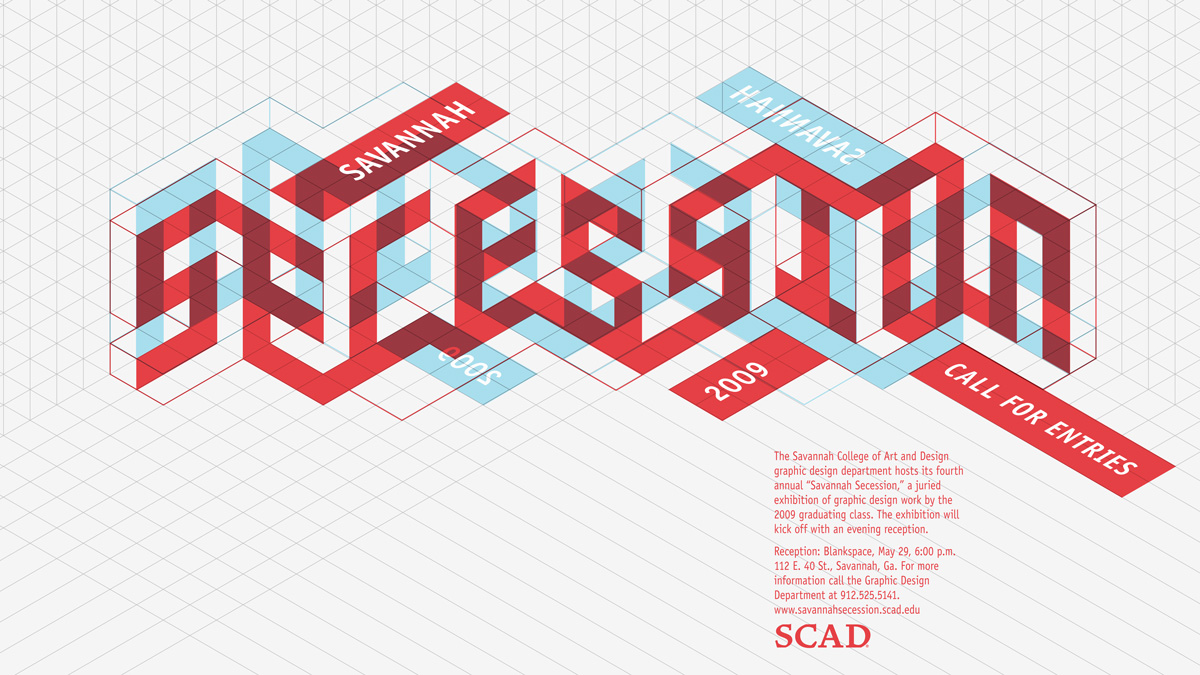 SAVANNAH
SAVANNAH
SECESSION
2009
2009
CALL FOR ENTRIES
The Savannah College of Art and Design
graphic design department hosts its fourth
annual “Savannah Secession,” a juried
exhibition of graphic design work by the
2009 graduating class. The exhibition will
kick off with an evening reception.
Reception: Blankspace, May 29, 6:00 p.m.
112 E. 40 St., Savannah, Ga. For more
information call the Graphic Design
Department at 912.525.5141.
www.savannahsecession.scad.edu
SCAD